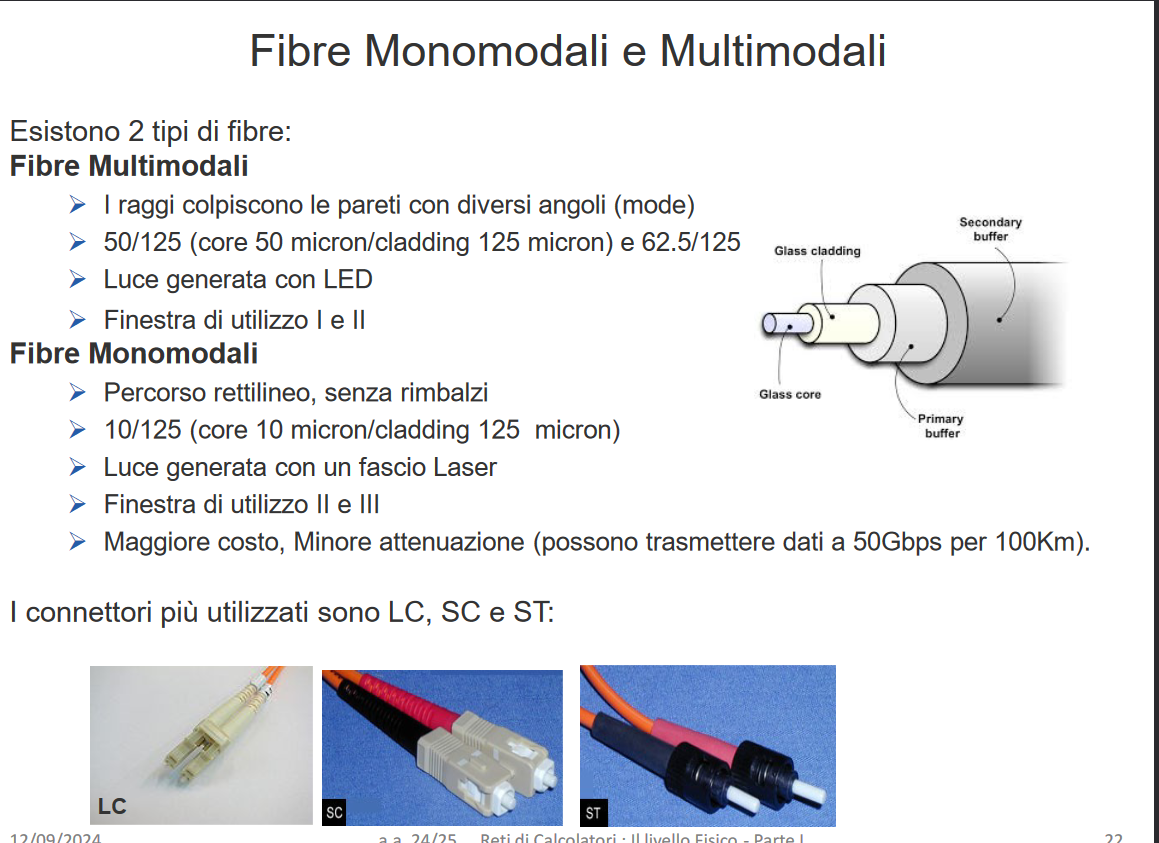 Fibre Monomodali e Multimodali
Esistono 2 tipi di fibre:
Fibre Multimodali
➢ I raggi colpiscono le pareti con diversi angoli (mode)
➢ 50/125 (core 50 micron/cladding 125 micron) e 62.5/125
➢ Luce generata con LED
➢ Finestra di utilizzo I e II
Fibre Monomodali
➢ Percorso rettilineo, senza rimbalzi
➢ 10/125 (core 10 micron/cladding 125 micron)
➢ Luce generata con un fascio Laser
➢ Finestra di utilizzo II e III
➢ Maggiore costo, Minore attenuazione (possono trasmettere dati a 50Gbps per 100Km).
Secondary
buffer
Glass cladding
Glass core
Primary
buffer
I connettori più utilizzati sono LC, SC e ST:
LC
SC
ST
12/09/2024
a.a. 24/25 Reti di Calcolatori : Il livello Fisico - Parte I
22